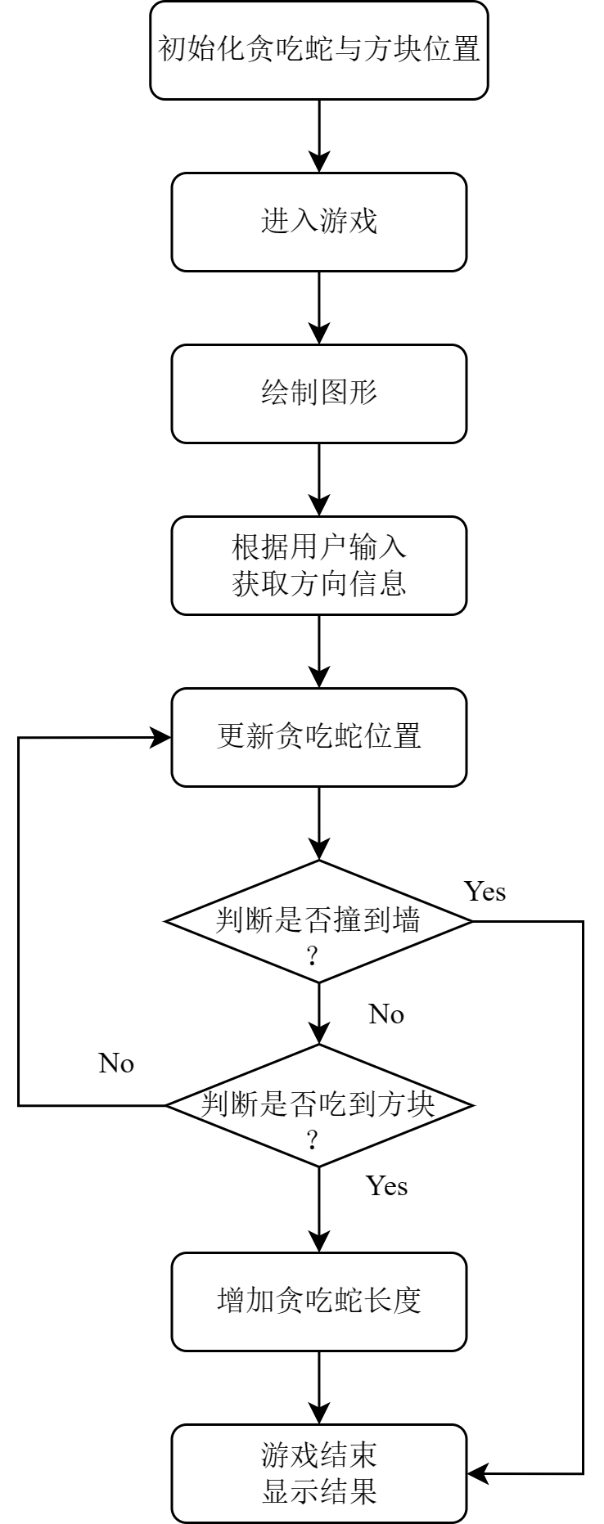 初始化贪吃蛇与方块位置
进入游戏
绘制图形
根据用户输入
获取方向信息
更新贪吃蛇位置
Yes
判断是否撞到墙
？
No
No
判断是否吃到方块
？
Yes
增加贪吃蛇长度
游戏结束
显示结果